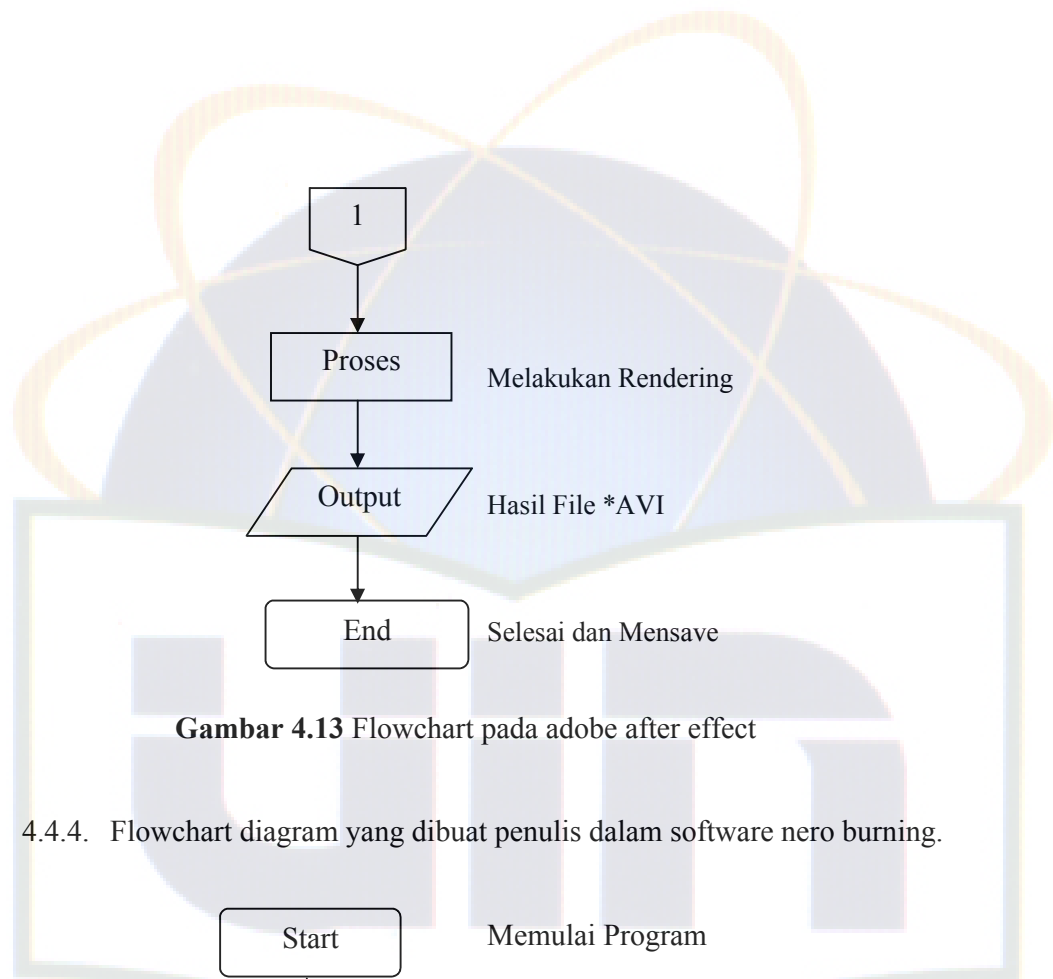 1
Proses
Melakukan Rendering
Output
Hasil File *AVI
End
Selesai dan Mensave
Gambar 4.13 Flowchart pada adobe after effect
4.4.4. Flowchart diagram yang dibuat penulis dalam software nero burning.
Start
Memulai Program
uin